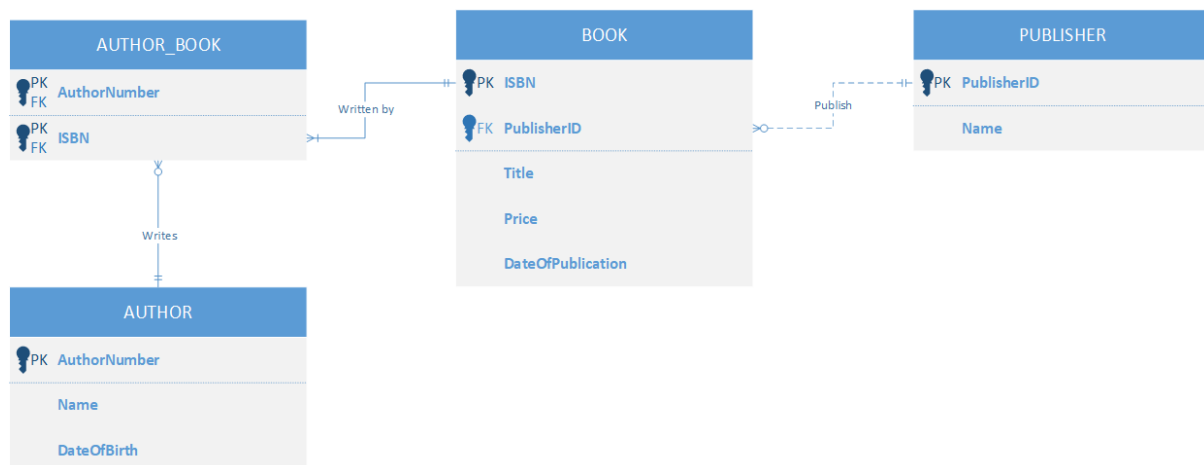 AUTHOR_BOOK
PK
FK AuthorNumber
PK
FK ISBN
Written by
BOOK
PK ISBN
FK PublisherID
Title
Price
DateOfPublication
Publish
PUBLISHER
PK PublisherID
Name
Writes
AUTHOR
PK AuthorNumber
Name
DateOfBirth